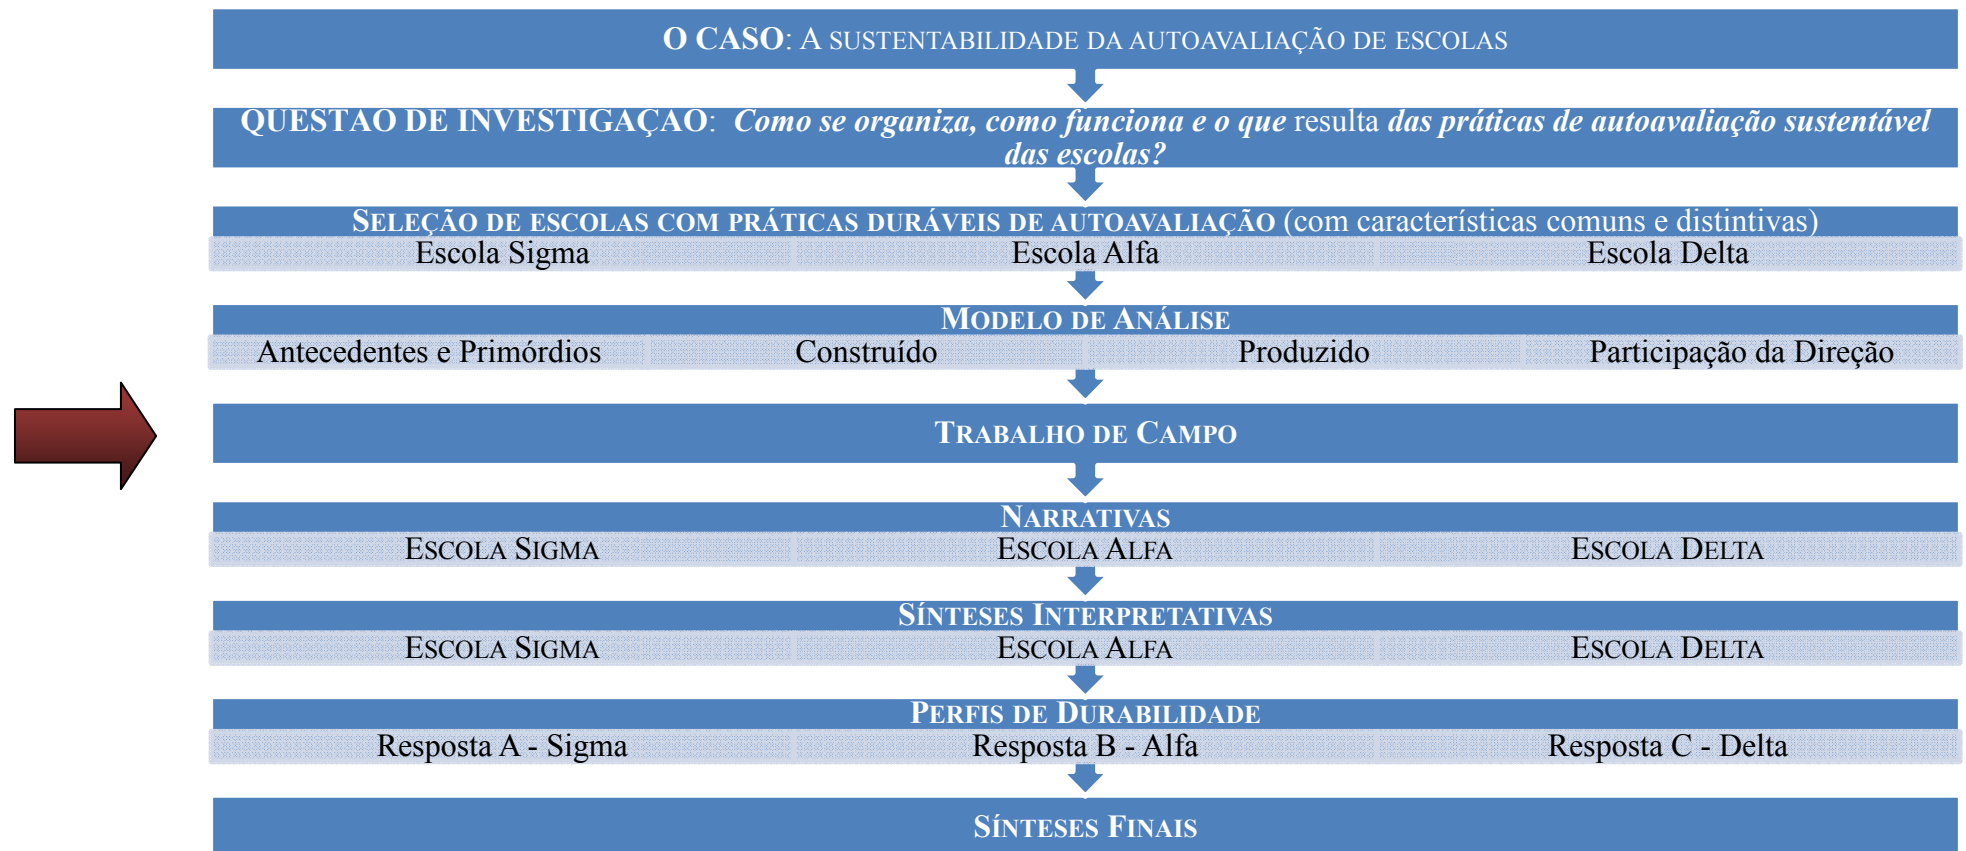 O CASO: A SUSTENTABILIDADE DA AUTOAVALIAÇÃO DE ESCOLAS
QUESTAO DE INVESTIGAÇAO: Como se organiza, como funciona e o que resulta das práticas de autoavaliação sustentável
das escolas?
SELEÇÃO DE ESCOLAS COM PRÁTICAS DURÁVEIS DE AUTOAVALIAÇÃO (com características comuns e distintivas)
Escola Sigma Escola Alfa Escola Delta
MODELO DE ANÁLISE
Antecedentes e Primórdios Construído Produzido Participação da Direção
TRABALHO DE CAMPO
NARRATIVAS
ESCOLA SIGMA ESCOLA ALFA ESCOLA DELTA
SÍNTESES INTERPRETATIVAS
ESCOLA SIGMA ESCOLA ALFA ESCOLA DELTA
PERFIS DE DURABILIDADE
Resposta A - Sigma Resposta B - Alfa Resposta C - Delta
SÍNTESES FINAIS